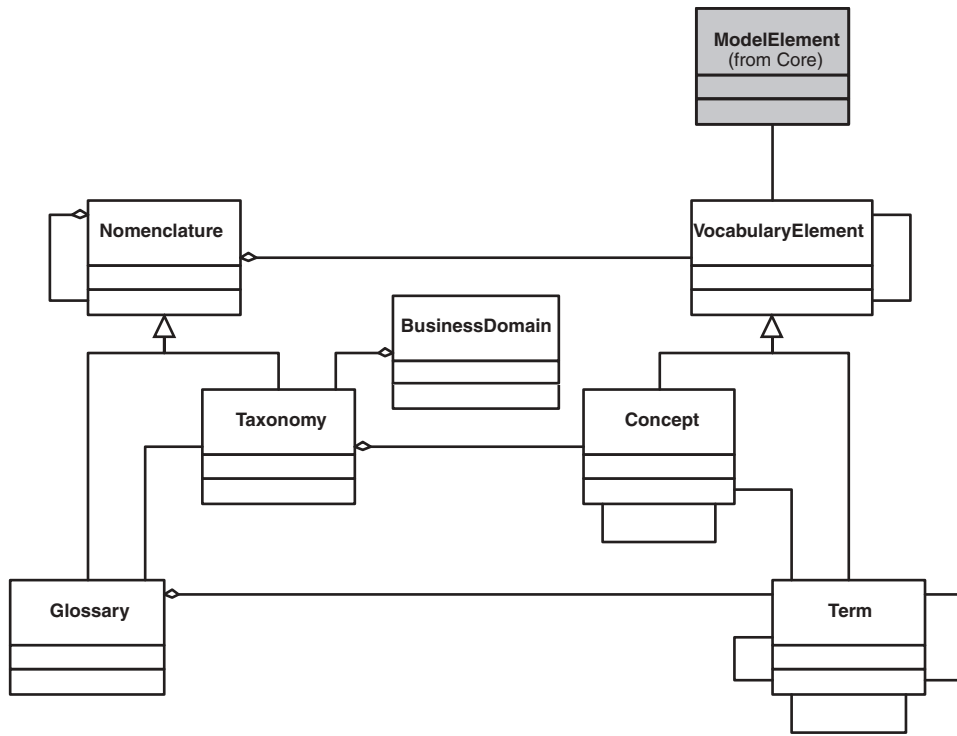 ModelElement
(from Core)
Nomenclature
VocabularyElement
BusinessDomain
Taxonomy
Concept
Glossary
Term